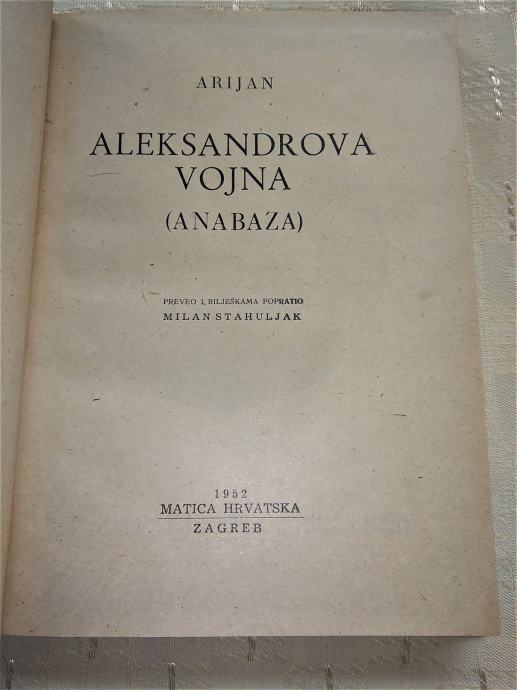 ARIJAN
ALEKSANDROVA
VOJNA
(ANABAZA)
PREVEO I BILJEŠKAMA POPRATIO
MILAN STAHULJAK
1952
MATICA HRVATSKA
ZAGREB